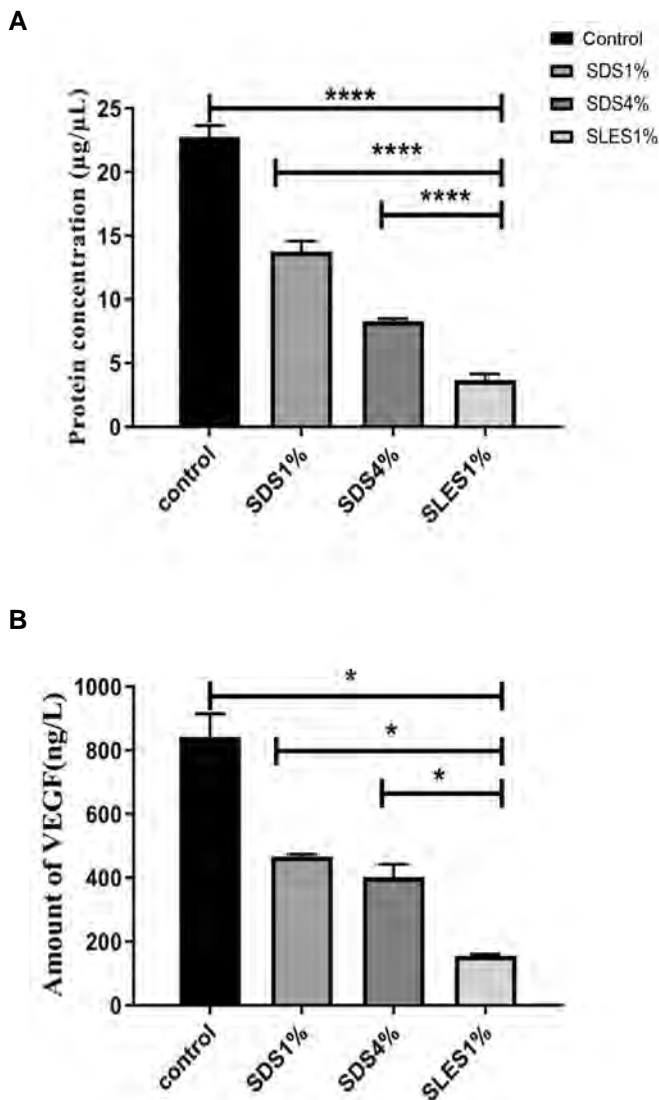 A
Control
SDS1%
SDS4%
SLES1%
Protein concentration (µg/µL)
25
20
15
10
5
0
****
****
****
control
SDS1%
SDS4%
SLES1%
B
Amount of VEGF(ng/L)
1000
800
600
400
200
0
*
*
*
control
SDS1%
SDS4%
SLES1%